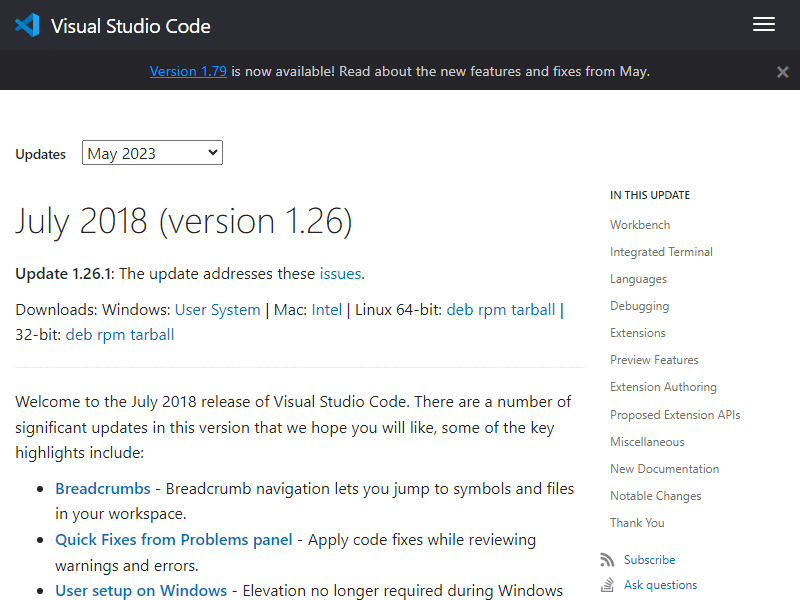 Visual Studio Code
Version 1.79 is now available! Read about the new features and fixes from May.
Updates
May 2023
July 2018 (version 1.26)
Update 1.26.1: The update addresses these issues.
Downloads: Windows: User System | Mac: Intel | Linux 64-bit: deb rpm tarball |
32-bit: deb rpm tarball
Welcome to the July 2018 release of Visual Studio Code. There are a number of
significant updates in this version that we hope you will like, some of the key
highlights include:
Breadcrumbs - Breadcrumb navigation lets you jump to symbols and files
in your workspace.
Quick Fixes from Problems panel - Apply code fixes while reviewing
warnings and errors.
User setup on Windows - Elevation no longer required during Windows
IN THIS UPDATE
Workbench
Integrated Terminal
Languages
Debugging
Extensions
Preview Features
Extension Authoring
Proposed Extension APIs
Miscellaneous
New Documentation
Notable Changes
Thank You
Subscribe
Ask questions